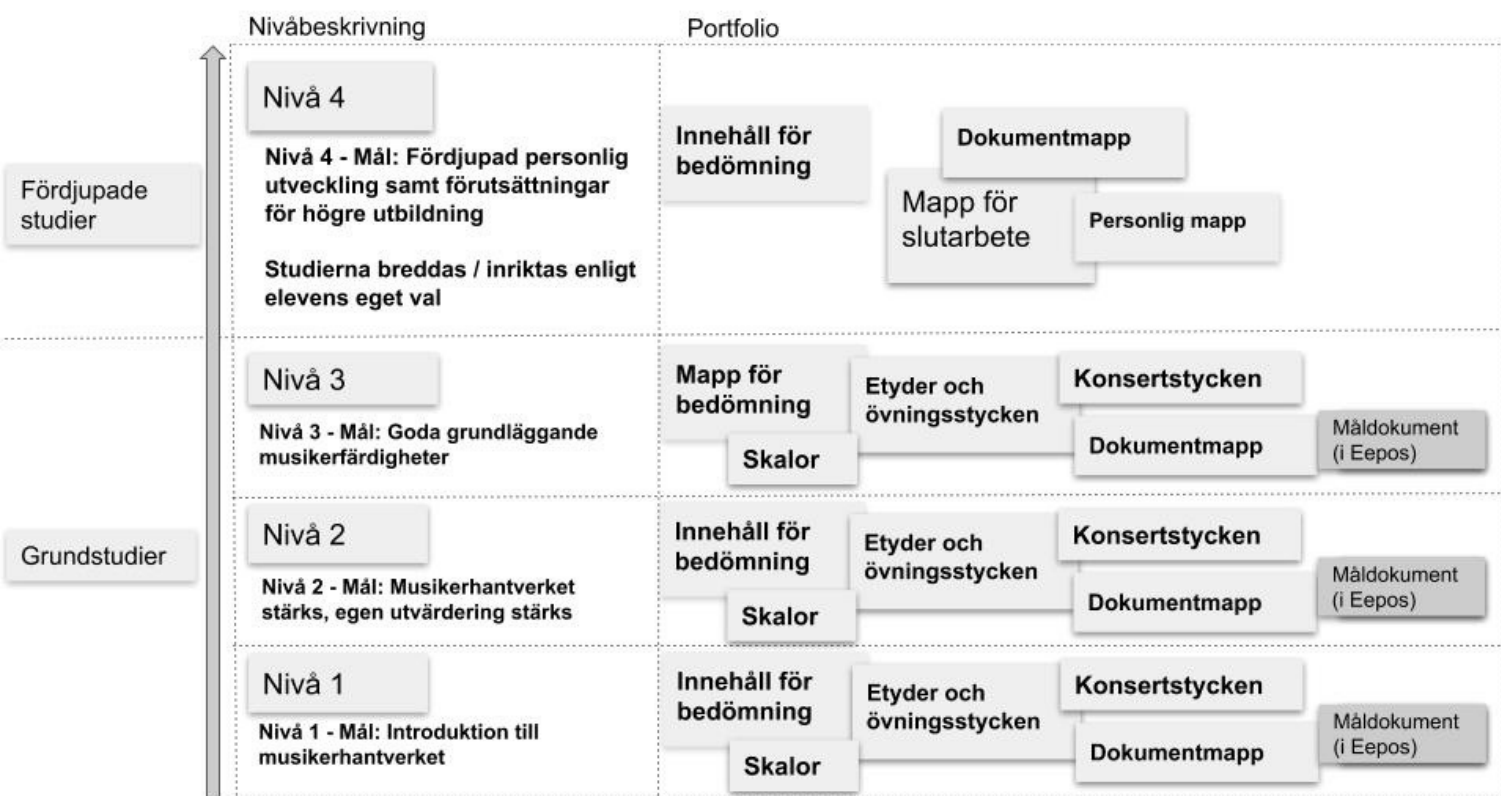 Nivåbeskrivning
Portfolio
Fördjupade
studier
Nivå 4
Nivå 4 - Mål: Fördjupad personlig
utveckling samt förutsättningar
för högre utbildning
Studierna breddas / inriktas enligt
elevens eget val
Innehåll för
bedömning
Dokumentmapp
Mapp för
slutarbete
Personlig mapp
Grundstudier
Nivå 3
Nivå 3 - Mål: Goda grundläggande
musikerfärdigheter
Mapp för
bedömning
Skalor
Etyder och
övningsstycken
Konsertstycken
Dokumentmapp
Måldokument
(i Eepos)
Nivå 2
Nivå 2 - Mål: Musikerhantverket
stärks, egen utvärdering stärks
Innehåll för
bedömning
Skalor
Etyder och
övningsstycken
Konsertstycken
Dokumentmapp
Måldokument
(i Eepos)
Nivå 1
Nivå 1 - Mål: Introduktion till
musikerhantverket
Innehåll för
bedömning
Skalor
Etyder och
övningsstycken
Konsertstycken
Dokumentmapp
Måldokument
(i Eepos)